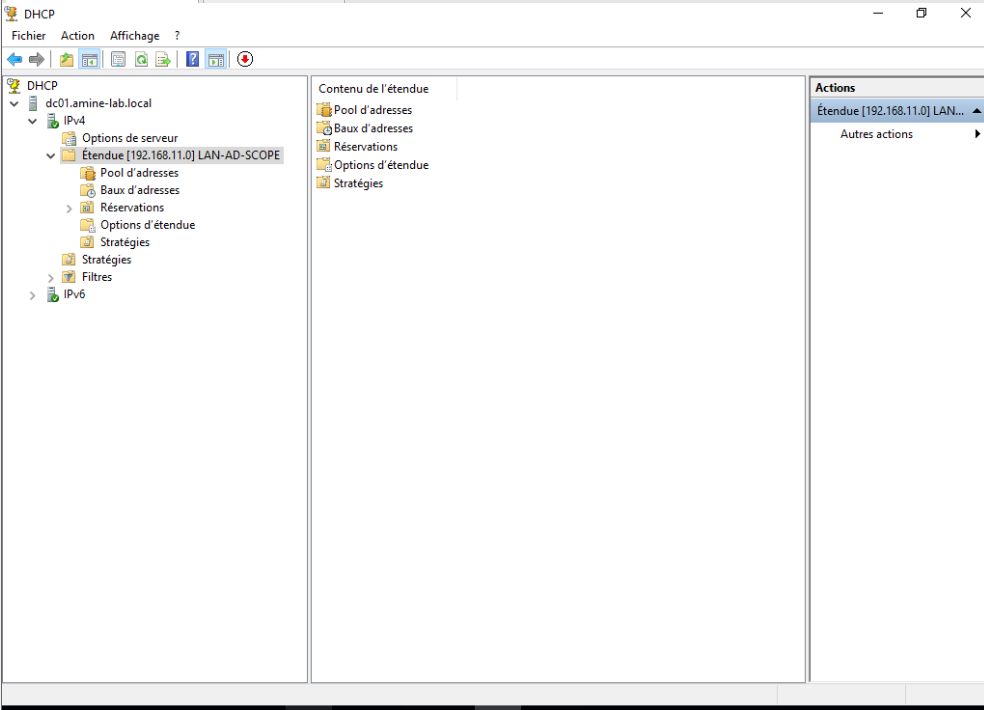 DHCP
Fichier Action Affichage ?
DHCP
dc01.amine-lab.local
IPv4
Options de serveur
Étendue [192.168.11.0] LAN-AD-SCOPE
Pool d'adresses
Baux d'adresses
Réservations
Options d'étendue
Stratégies
Stratégies
Filtres
IPv6
Contenu de l'étendue
Pool d'adresses
Baux d'adresses
Réservations
Options d'étendue
Stratégies
Actions
Étendue [192.168.11.0] LAN...
Autres actions